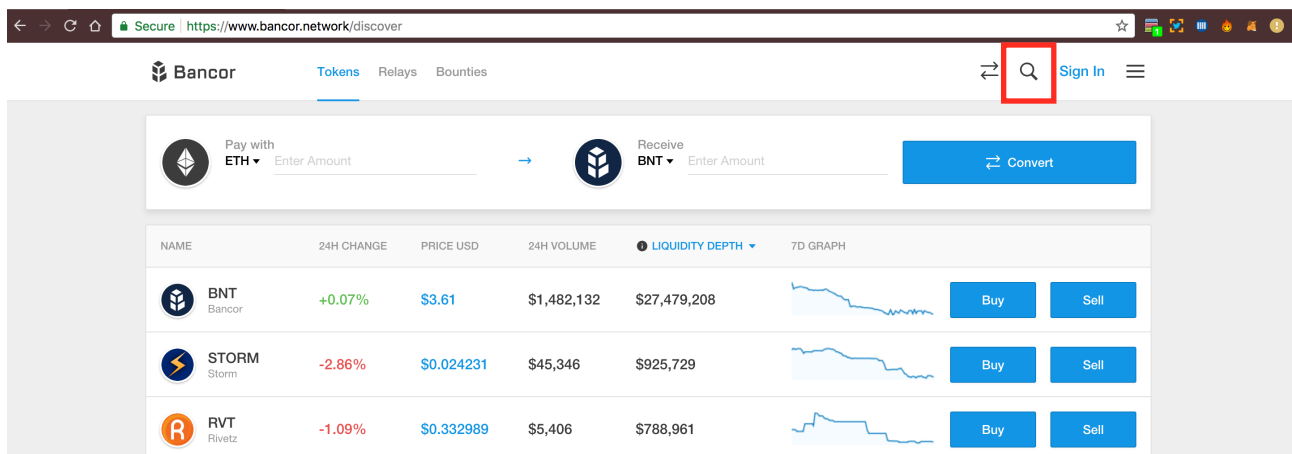 Secure https://www.bancor.network/discover
1
Bancor Tokens Relays Bounties Sign In
Pay with Receive
ETH Enter Amount BNT Enter Amount Convert
NAME 24H CHANGE PRICE USD 24H VOLUME LIQUIDITY DEPTH 7D GRAPH
BNT
Bancor
+0.07% $3.61 $1,482,132 $27,479,208 Buy Sell
STORM
Storm
-2.86% $0.024231 $45,346 $925,729 Buy Sell
RVT
Rivetz
-1.09% $0.332989 $5,406 $788,961 Buy Sell